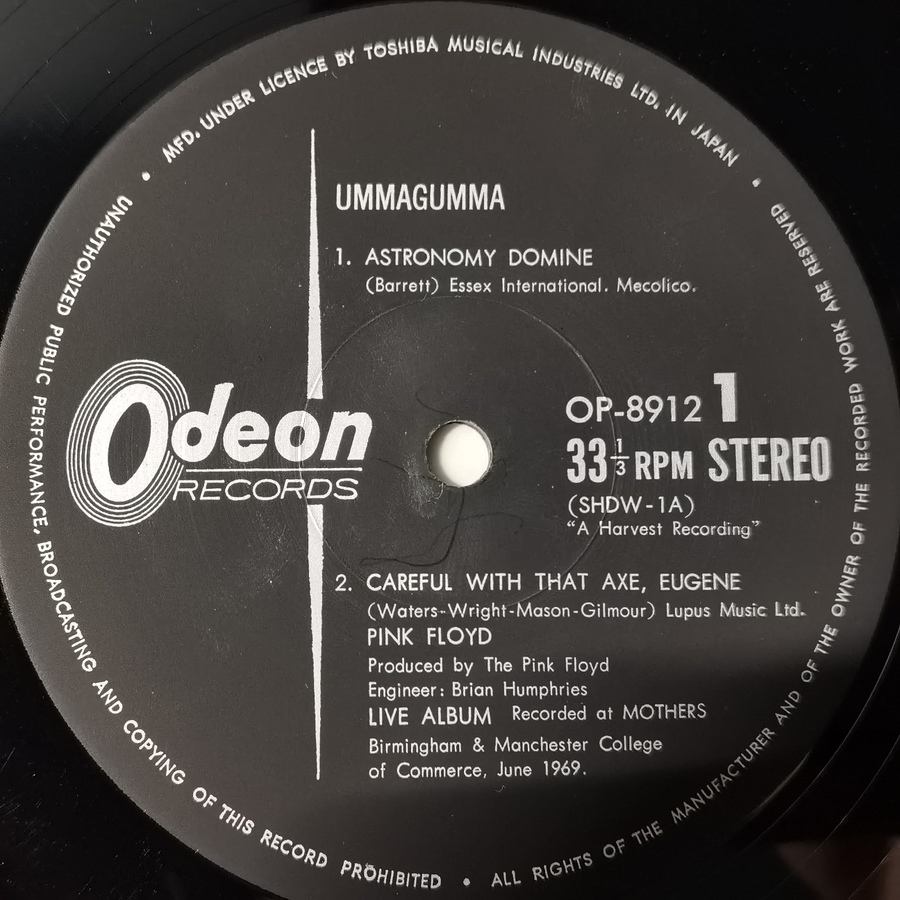 MFD. UNDER LICENCE BY TOSHIBA MUSICAL INDUSTRIES LTD. IN JAPAN
UMMAGUMMA
1. ASTRONOMY DOMINE
(Barrett) Essex International. Mecolico.
Odeon
RECORDS
OP-8912 1
33 1/3 RPM STEREO
(SHDW-1A)
"A Harvest Recording"
2. CAREFUL WITH THAT AXE, EUGENE
(Waters-Wright-Mason-Gilmour) Lupus Music Ltd.
PINK FLOYD
Produced by The Pink Floyd
Engineer: Brian Humphries
LIVE ALBUM Recorded at MOTHERS
Birmingham & Manchester College
of Commerce, June 1969.
UNAUTHORIZED PUBLIC PERFORMANCE, BROADCASTING AND COPYING OF THIS RECORD PROHIBITED • ALL RIGHTS OF THE MANUFACTURER AND OF THE OWNER OF THE RECORDED WORK ARE RESERVED